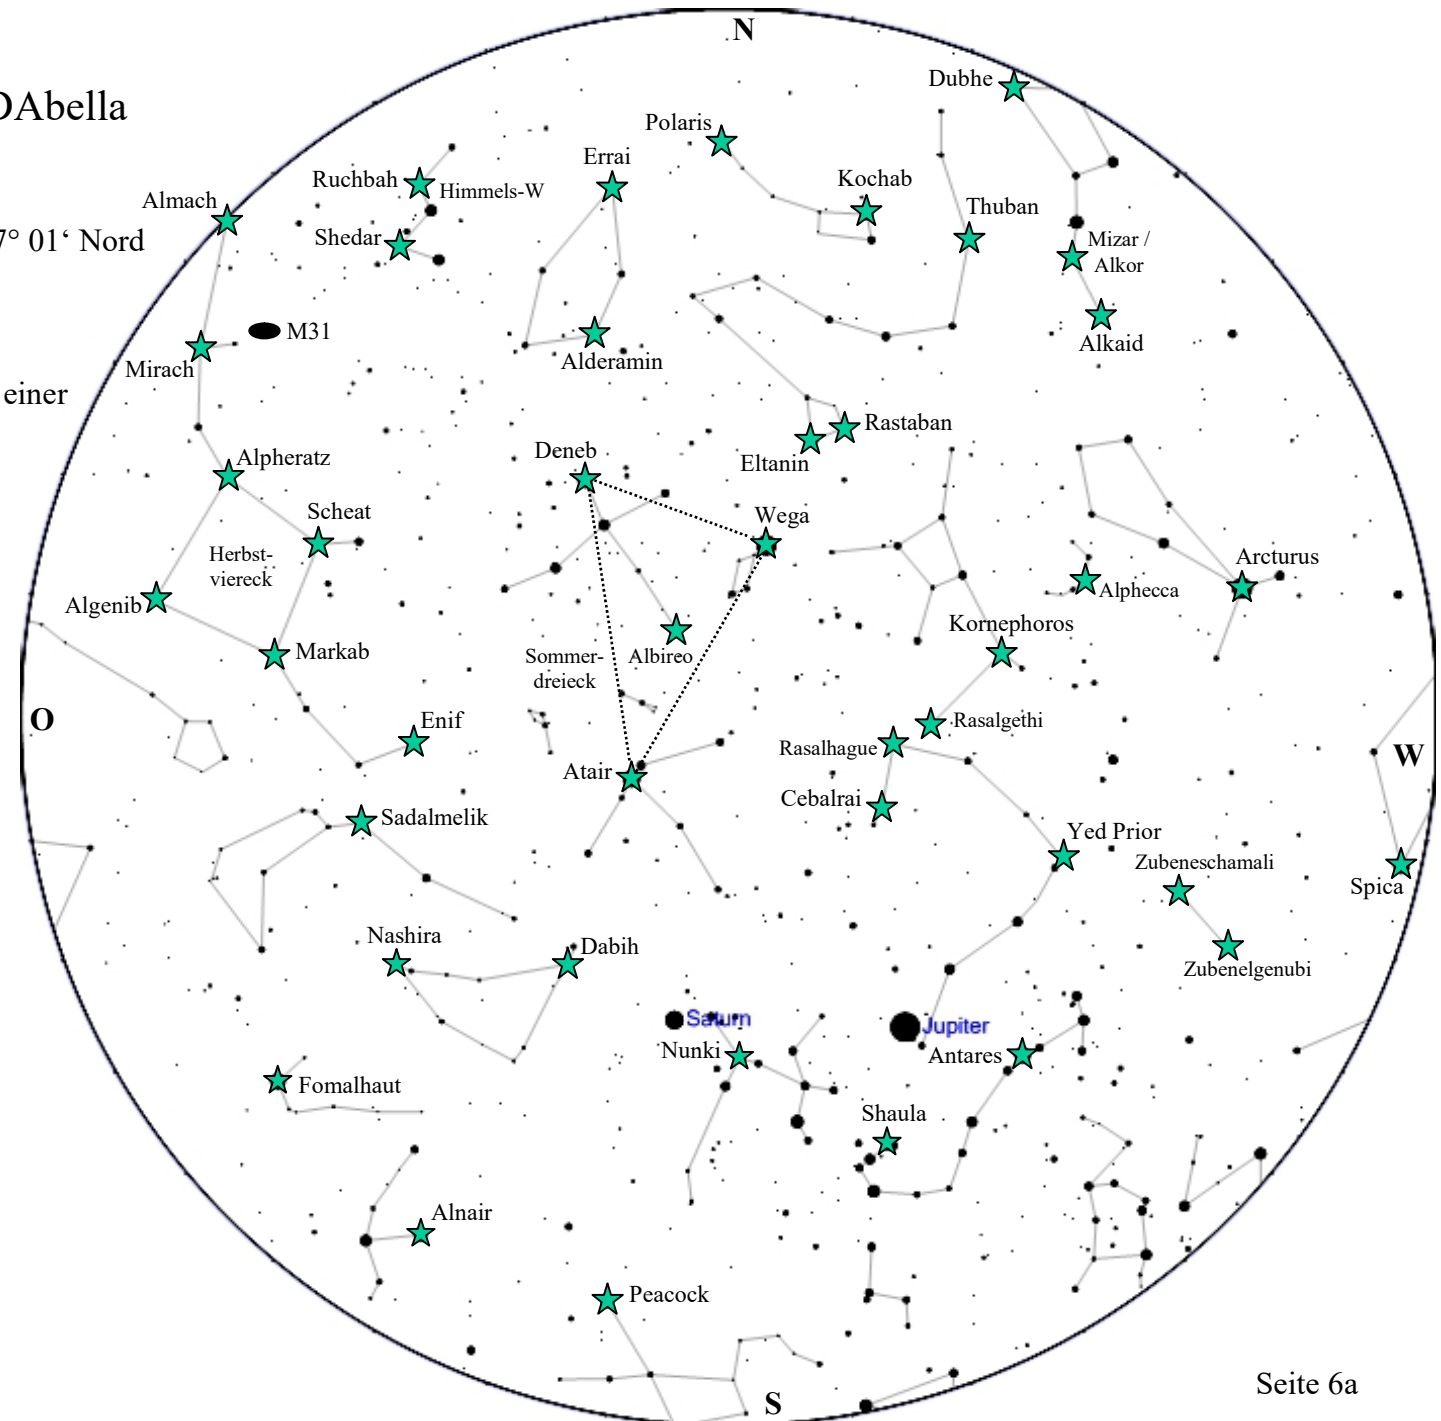 N
Dubhe
DAbella
Polaris
Errai
Kochab
Ruchbah
Himmels-W
Almach
Thuban
Shedar
7° 01‘ Nord
Mizar /
Alkor
M31
Alkaid
Mirach
Alderamin
einer
Rastaban
Deneb
Eltanin
Alpheratz
Scheat
Wega
Herbst-
viereck
Arcturus
Alphecca
Algenib
Kornephoros
Markab
Sommer-
dreieck
Albireo
O
Enif
Rasalgethi
Rasalhague
W
Atair
Cebalrai
Sadalmelik
Yed Prior
Zubeneschamali
Spica
Nashira
Dabih
Zubenelgenubi
Saturn
Jupiter
Nunki
Antares
Fomalhaut
Shaula
Alnair
Peacock
Seite 6a
S